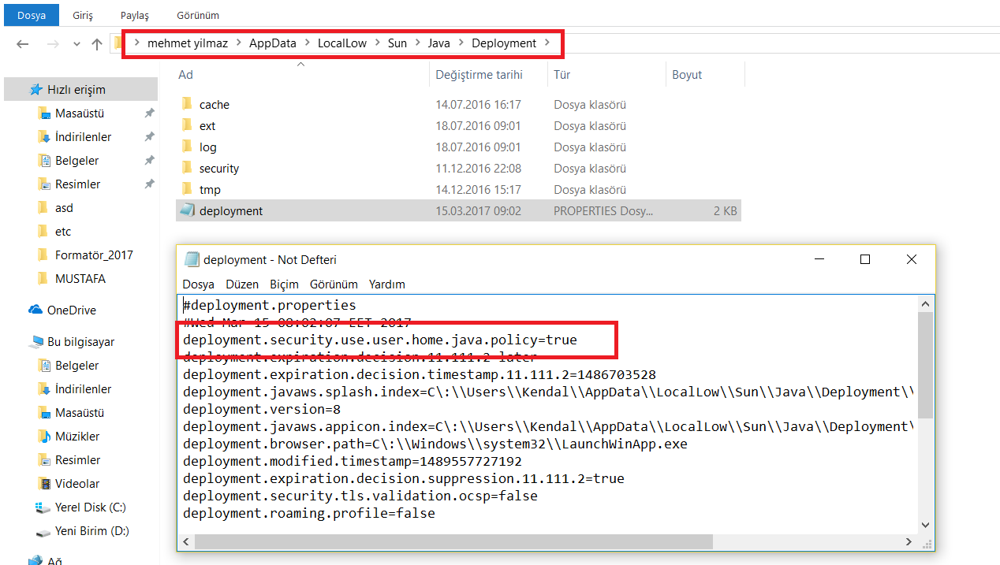 Dosya Giriş Paylaş Görünüm
mehmet yilmaz AppData LocalLow Sun Java Deployment
Ad Değiştirme tarihi Tür Boyut
Hızlı erişim
Masaüstü
İndirilenler
Belgeler
Resimler
asd
etc
Formatör_2017
MUSTAFA
OneDrive
Bu bilgisayar
Belgeler
İndirilenler
Masaüstü
Müzikler
Resimler
Videolar
Yerel Disk (C:)
Yeni Birim (D:)
Ağ
cache 14.07.2016 16:17 Dosya klasörü
ext 18.07.2016 09:01 Dosya klasörü
log 18.07.2016 09:01 Dosya klasörü
security 11.12.2016 22:08 Dosya klasörü
tmp 14.12.2016 15:17 Dosya klasörü
deployment 15.03.2017 09:02 PROPERTIES Dosy... 2 KB
deployment - Not Defteri
Dosya Düzen Biçim Görünüm Yardım
#deployment.properties
#Wed Mar 15 08:02:07 EET 2017
deployment.security.use.user.home.java.policy=true
deployment.expiration.decision.11.111.2=later
deployment.expiration.decision.timestamp.11.111.2=1486703528
deployment.javaws.splash.index=C\:\\Users\\Kendal\\AppData\\LocalLow\\Sun\\Java\\Deployment\\
deployment.version=8
deployment.javaws.appicon.index=C\:\\Users\\Kendal\\AppData\\LocalLow\\Sun\\Java\\Deployment\
deployment.browser.path=C\:\\Windows\\system32\\LaunchWinApp.exe
deployment.modified.timestamp=1489557727192
deployment.expiration.decision.suppression.11.111.2=true
deployment.security.tls.validation.ocsp=false
deployment.roaming.profile=false